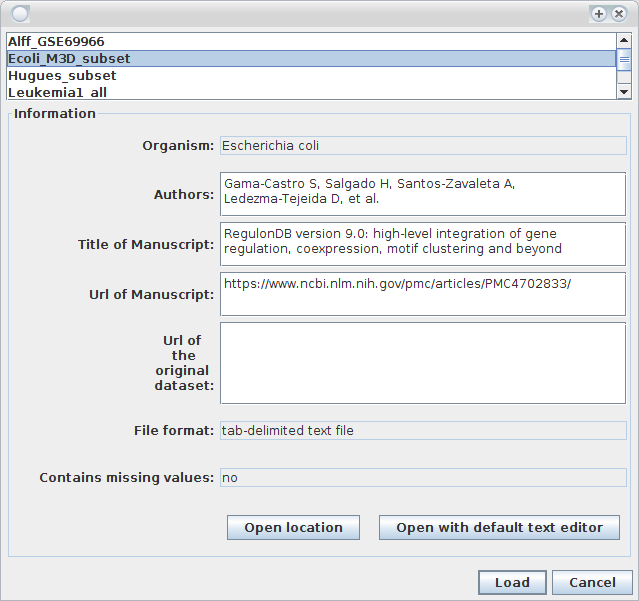 Alff_GSE69966
Ecoli_M3D_subset
Hugues_subset
Leukemia1_all
Information
Organism: Escherichia coli
Authors: Gama-Castro S, Salgado H, Santos-Zavaleta A,
Ledezma-Tejeida D, et al.
Title of Manuscript: RegulonDB version 9.0: high-level integration of gene
regulation, coexpression, motif clustering and beyond
Url of Manuscript: https://www.ncbi.nlm.nih.gov/pmc/articles/PMC4702833/
Url of
the
original
dataset:
File format: tab-delimited text file
Contains missing values: no
Open location Open with default text editor
Load Cancel